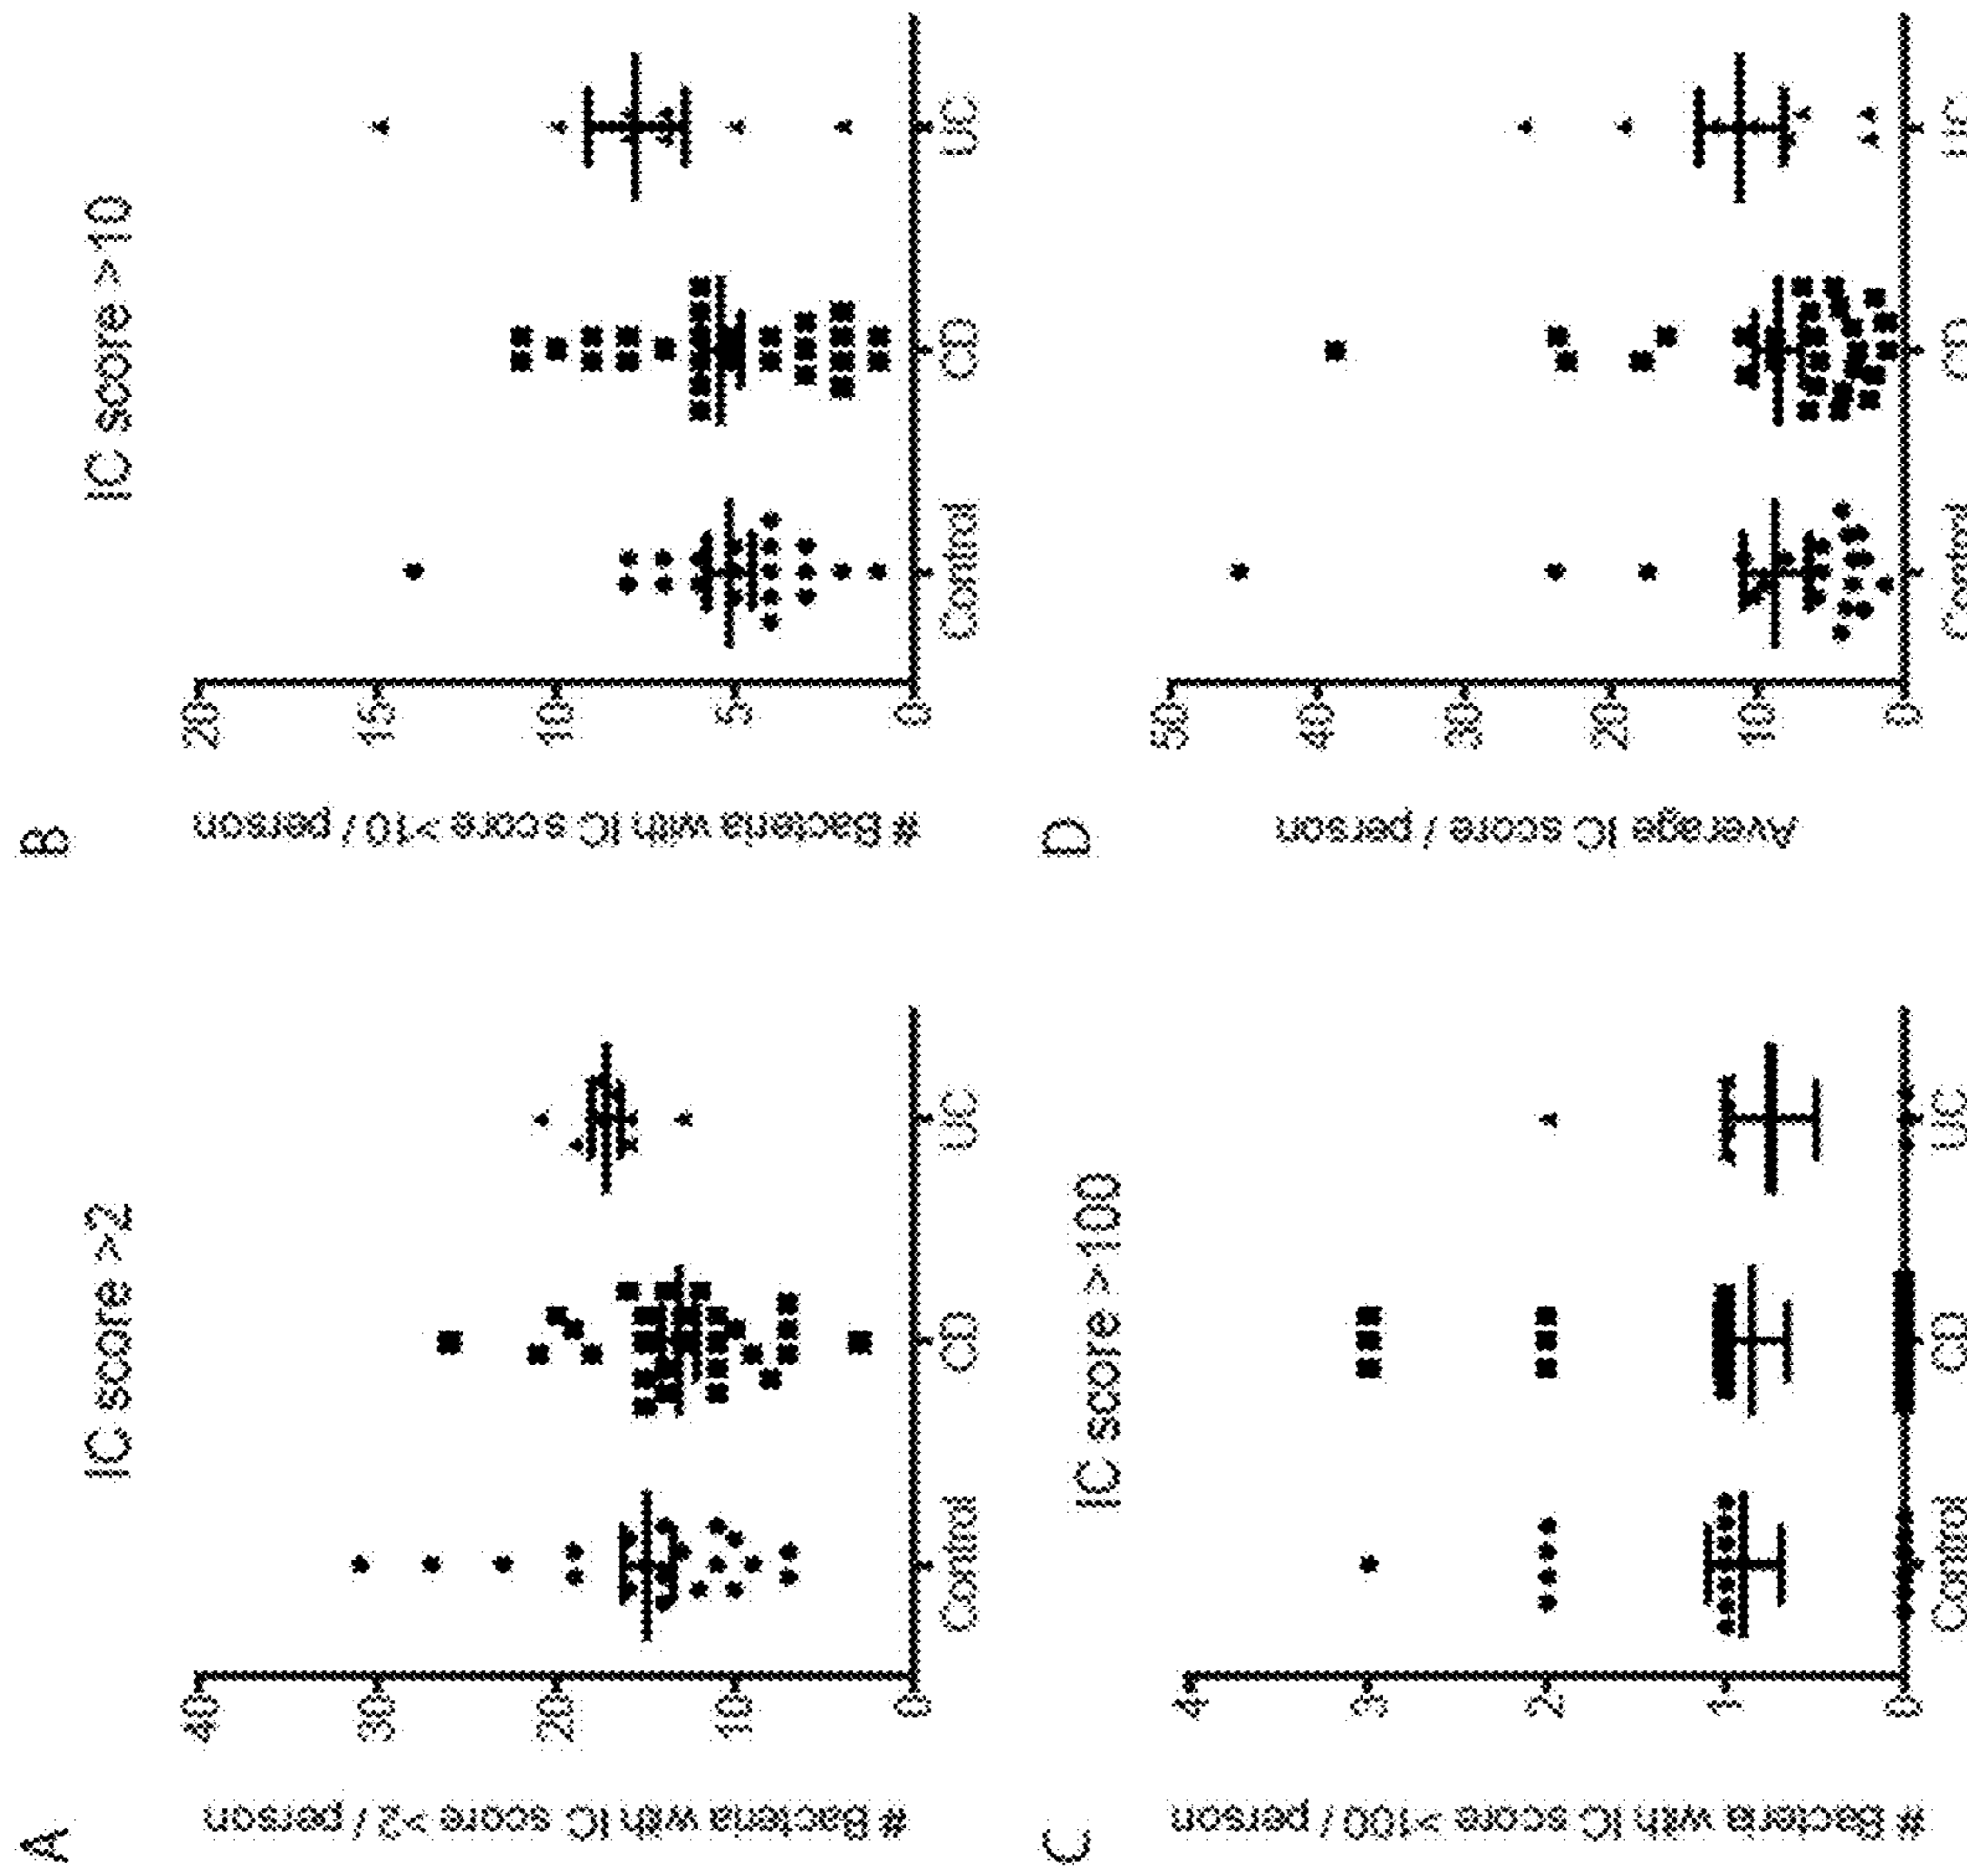 A
IC score >2
# Bacteria with IC score >2 / person
40
30
20
10
0
Control
CD
UC
B
IC score >10
# Bacteria with IC score >10 / person
20
15
10
5
0
Control
CD
UC
C
IC score >100
# Bacteria with IC score >100 / person
4
3
2
1
0
Control
CD
UC
D
Average IC score / person
50
40
30
20
10
0
Control
CD
UC